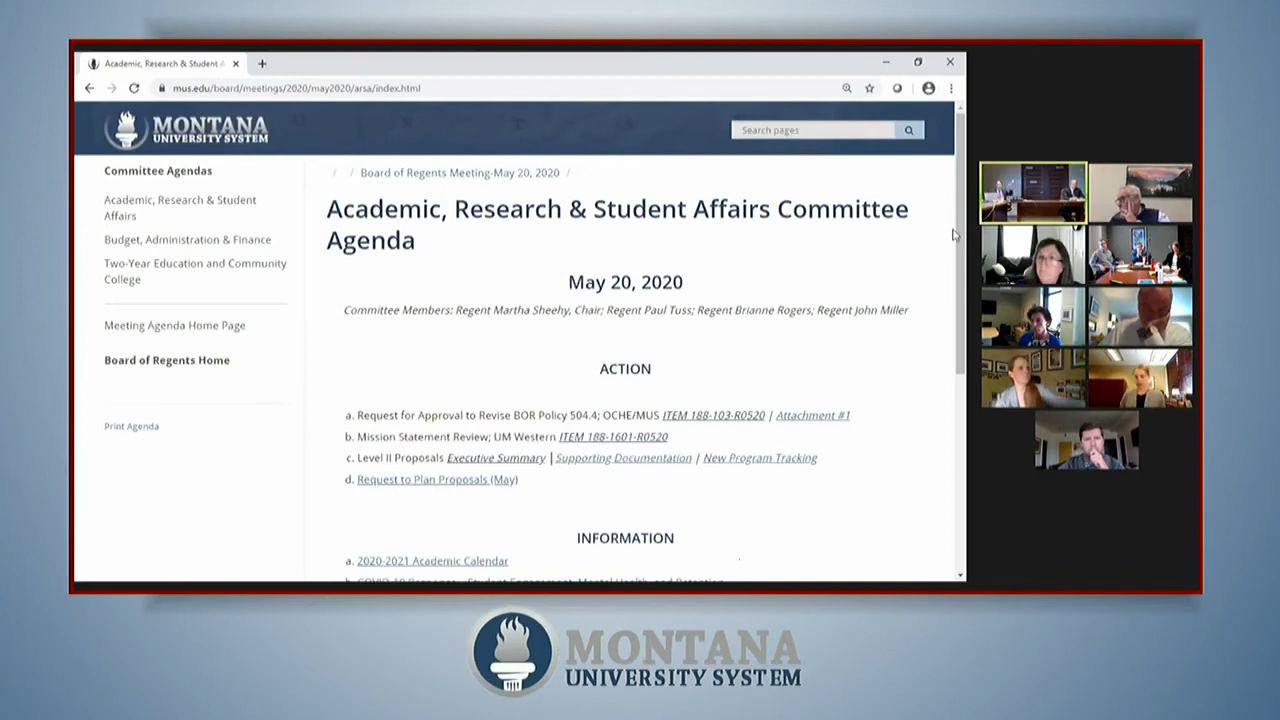 Academic, Research & Student A
mus.edu/board/meetings/2020/may2020/arsa/index.html
MONTANA
UNIVERSITY SYSTEM
Search pages
Committee Agendas
Academic, Research & Student
Affairs
Budget, Administration & Finance
Two-Year Education and Community
College
Meeting Agenda Home Page
Board of Regents Home
Print Agenda
/ / Board of Regents Meeting-May 20, 2020 /
Academic, Research & Student Affairs Committee
Agenda
May 20, 2020
Committee Members: Regent Martha Sheehy, Chair; Regent Paul Tuss; Regent Brianne Rogers; Regent John Miller
ACTION
a. Request for Approval to Revise BOR Policy 504.4; OCHE/MUS ITEM 188-103-R0520 | Attachment #1
b. Mission Statement Review; UM Western ITEM 188-1601-R0520
c. Level II Proposals Executive Summary | Supporting Documentation | New Program Tracking
d. Request to Plan Proposals (May)
INFORMATION
a. 2020-2021 Academic Calendar
MONTANA
UNIVERSITY SYSTEM